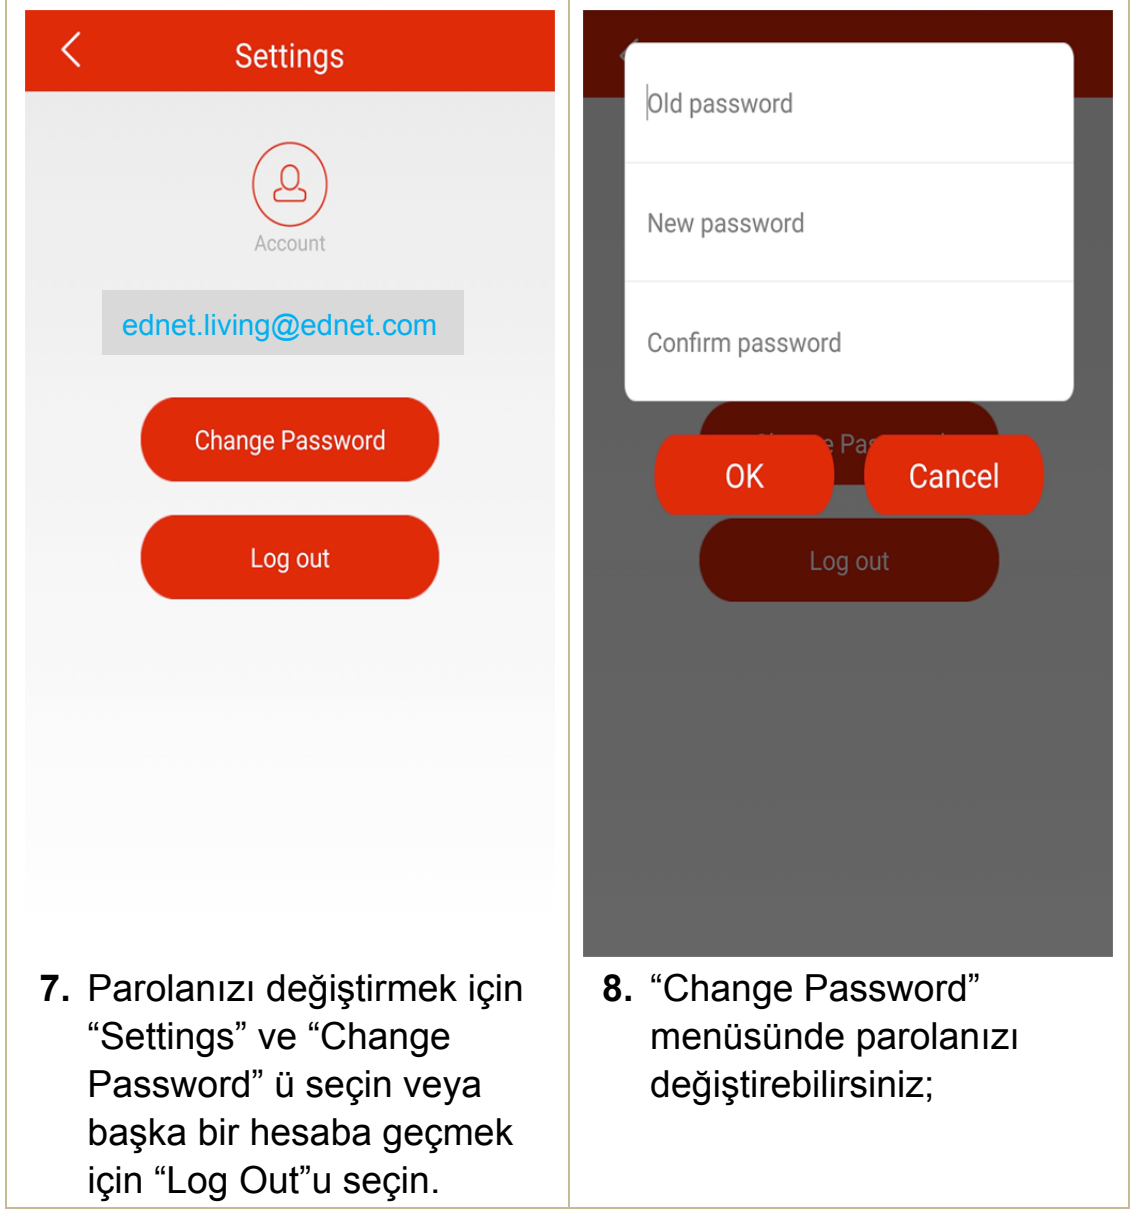 Settings
Account
ednet.living@ednet.com
Change Password
Log out
7. Parolanızı değiştirmek için
“Settings” ve “Change
Password” ü seçin veya
başka bir hesaba geçmek
için “Log Out”u seçin.
Old password
New password
Confirm password
OK
Cancel
Log out
8. “Change Password”
menüsünde parolanızı
değiştirebilirsiniz;